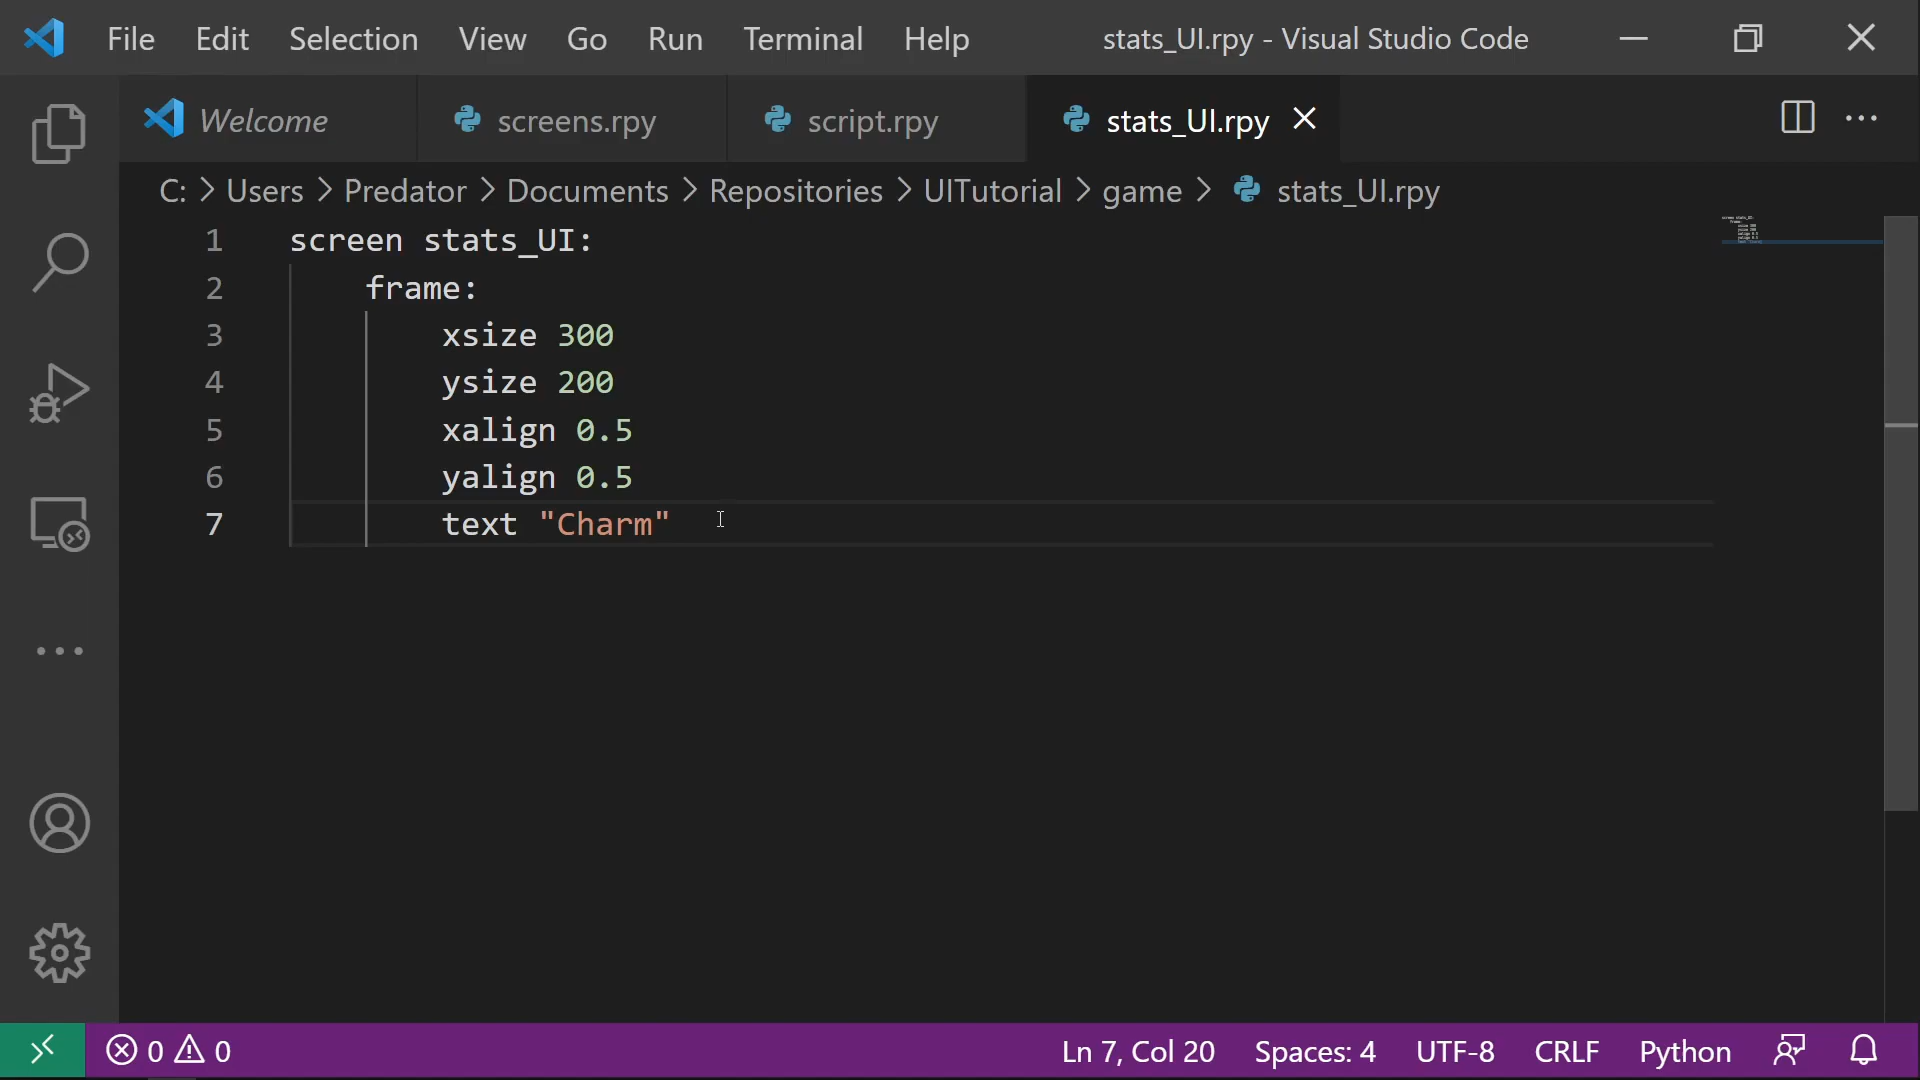 File Edit Selection View Go Run Terminal Help stats_UI.rpy - Visual Studio Code
Welcome screens.rpy script.rpy stats_UI.rpy
C: > Users > Predator > Documents > Repositories > UITutorial > game > stats_UI.rpy
1 screen stats_UI:
2 frame:
3 xsize 300
4 ysize 200
5 xalign 0.5
6 yalign 0.5
7 text "Charm"
0 0 Ln 7, Col 20 Spaces: 4 UTF-8 CRLF Python